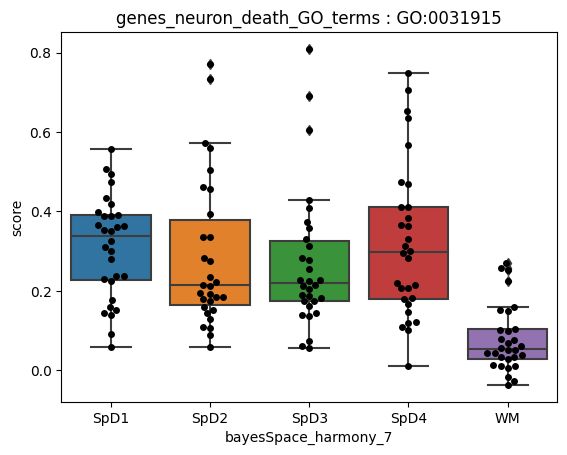 genes_neuron_death_GO_terms : GO:0031915
score
0.8
0.6
0.4
0.2
0.0
SpD1 SpD2 SpD3 SpD4 WM
bayesSpace_harmony_7